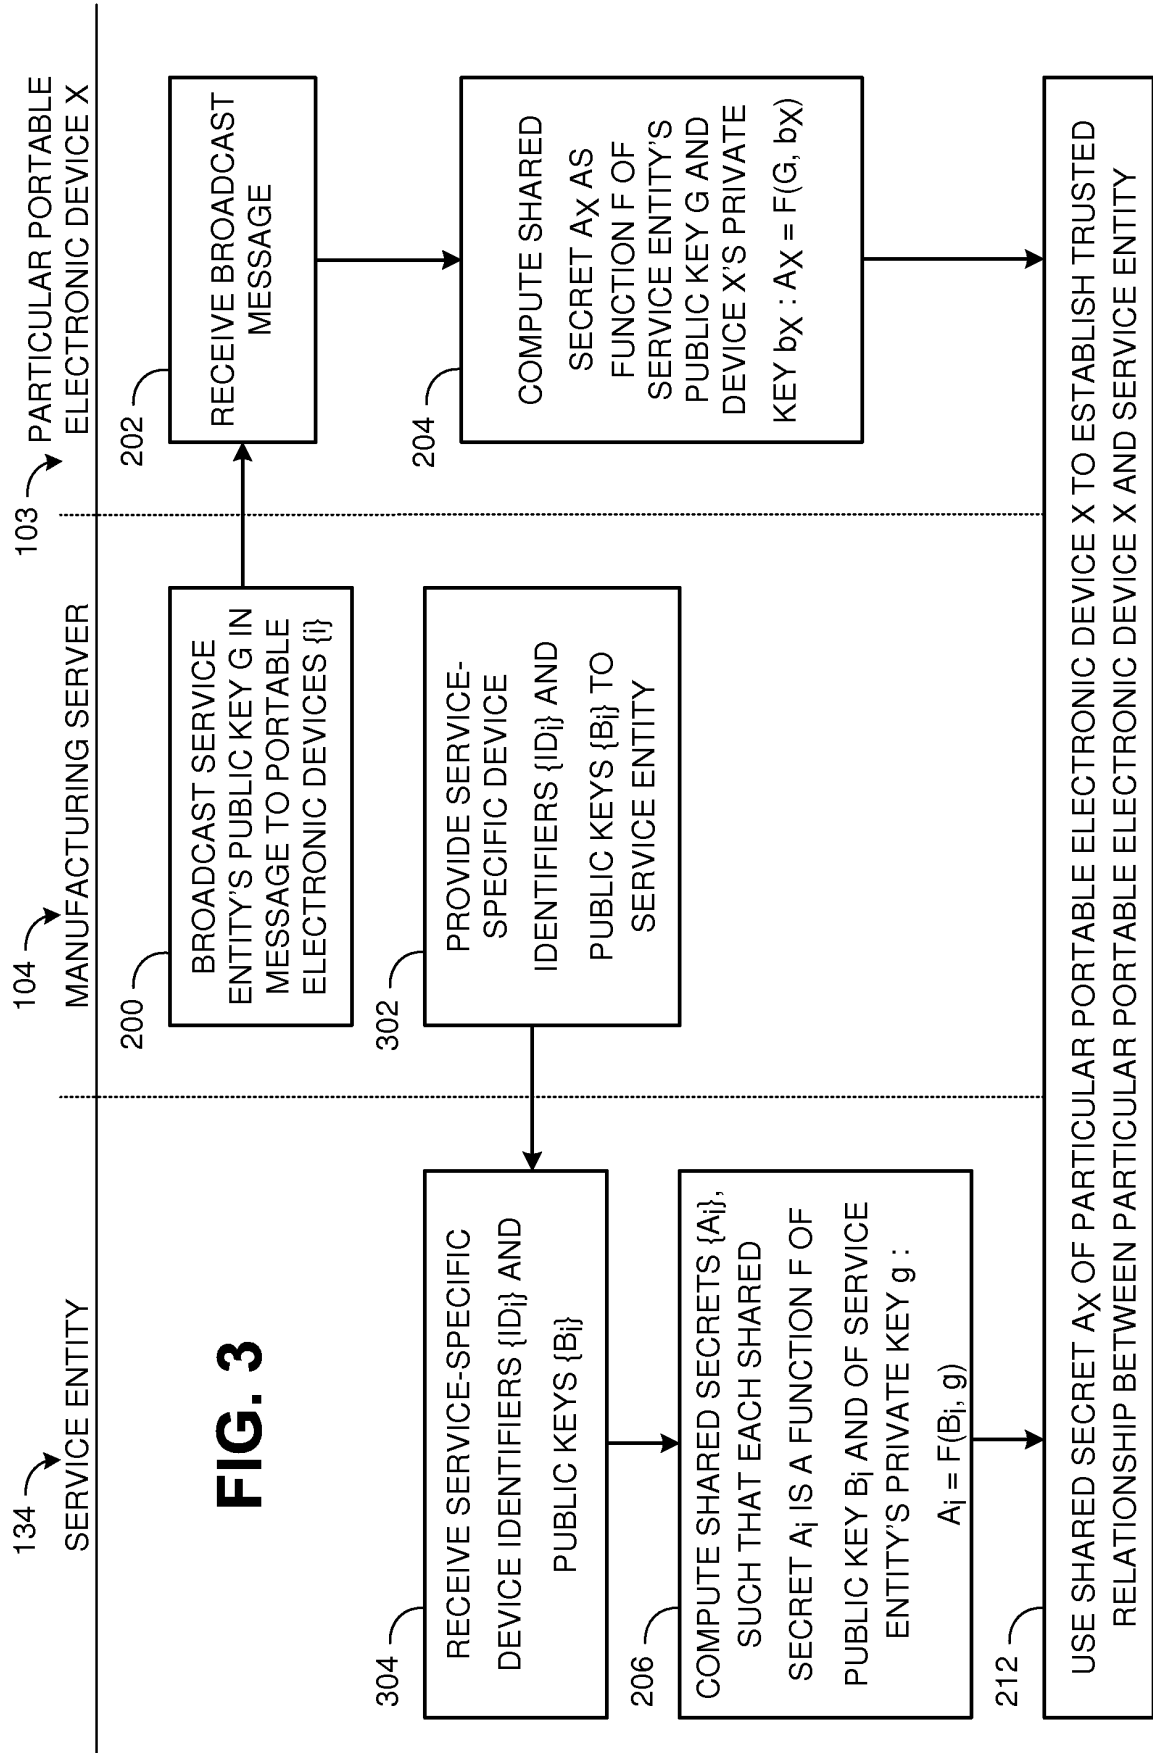 134
SERVICE ENTITY
104
MANUFACTURING SERVER
103
PARTICULAR PORTABLE
ELECTRONIC DEVICE X
FIG. 3
200
BROADCAST SERVICE
ENTITY'S PUBLIC KEY G IN
MESSAGE TO PORTABLE
ELECTRONIC DEVICES {i}
202
RECEIVE BROADCAST
MESSAGE
302
PROVIDE SERVICE-
SPECIFIC DEVICE
IDENTIFIERS {IDi} AND
PUBLIC KEYS {Bi} TO
SERVICE ENTITY
304
RECEIVE SERVICE-SPECIFIC
DEVICE IDENTIFIERS {IDi} AND
PUBLIC KEYS {Bi}
204
COMPUTE SHARED
SECRET AX AS
FUNCTION F OF
SERVICE ENTITY'S
PUBLIC KEY G AND
DEVICE X'S PRIVATE
KEY bX : AX = F(G, bX)
206
COMPUTE SHARED SECRETS {Ai},
SUCH THAT EACH SHARED
SECRET Ai IS A FUNCTION F OF
PUBLIC KEY Bi AND OF SERVICE
ENTITY'S PRIVATE KEY g :
Ai = F(Bi, g)
212
USE SHARED SECRET AX OF PARTICULAR PORTABLE ELECTRONIC DEVICE X TO ESTABLISH TRUSTED
RELATIONSHIP BETWEEN PARTICULAR PORTABLE ELECTRONIC DEVICE X AND SERVICE ENTITY